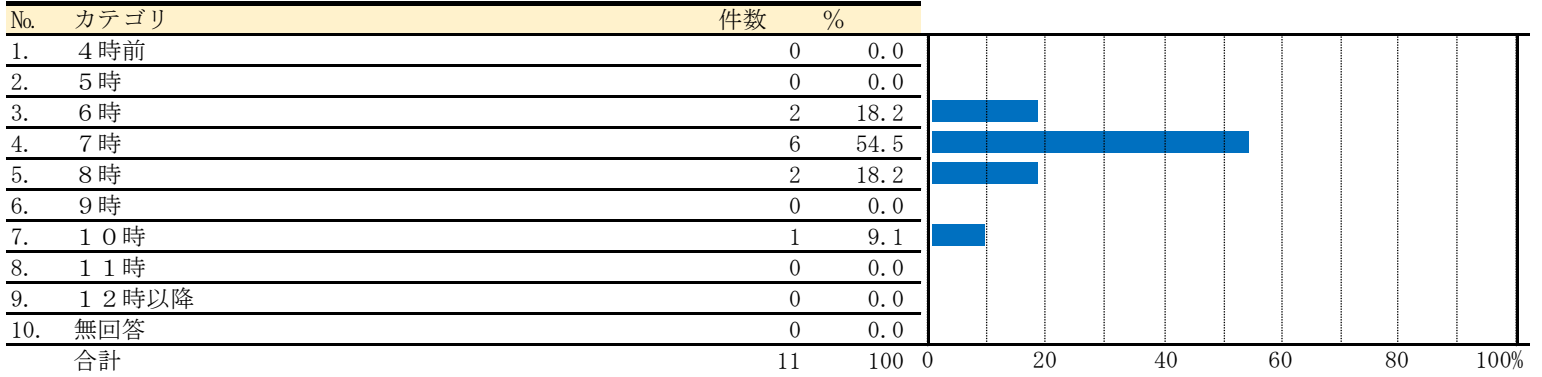 № カテゴリ 件数 %
1. ４時前 0 0.0
2. ５時 0 0.0
3. ６時 2 18.2
4. ７時 6 54.5
5. ８時 2 18.2
6. ９時 0 0.0
7. １０時 1 9.1
8. １１時 0 0.0
9. １２時以降 0 0.0
10. 無回答 0 0.0
合計 11 100 0 20 40 60 80 100%